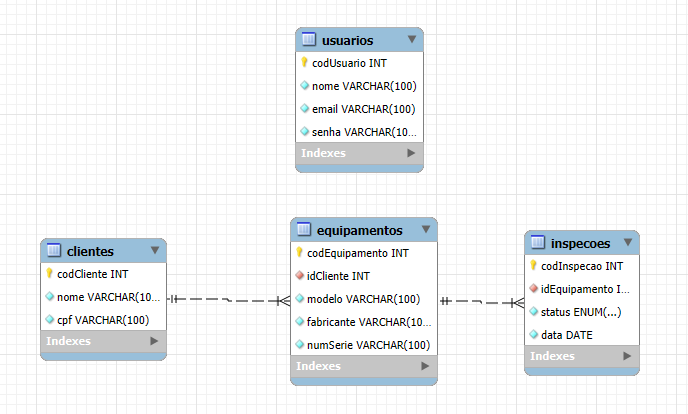 usuarios
codUsuario INT
nome VARCHAR(100)
email VARCHAR(100)
senha VARCHAR(10...
Indexes
clientes
codCliente INT
nome VARCHAR(10...
cpf VARCHAR(100)
Indexes
equipamentos
codEquipamento INT
idCliente INT
modelo VARCHAR(100)
fabricante VARCHAR(10...
numSerie VARCHAR(100)
Indexes
inspecoes
codInspecao INT
idEquipamento I...
status ENUM(...)
data DATE
Indexes